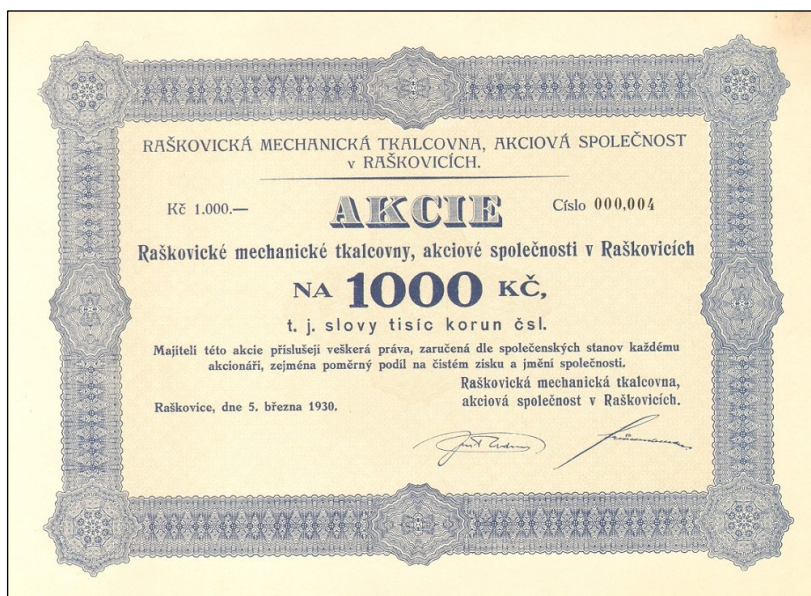 RAŠKOVICKÁ MECHANICKÁ TKALCOVNA, AKCIOVÁ SPOLEČNOST
v RAŠKOVICÍCH.
Kč 1.000.— AKCIE Císlo 000,004
Raškovické mechanické tkalcovny, akciové společnosti v Raškovicích
NA 1000 KČ,
t. j. slovy tisíc korun čsl.
Majiteli této akcie příslušejí veškerá práva, zaručená dle společenských stanov každému
akcionáři, zejména poměrný podíl na čistém zisku a jmění společnosti.
Raškovická mechanická tkalcovna,
Raškovice, dne 5. března 1930. akciová společnost v Raškovicích.